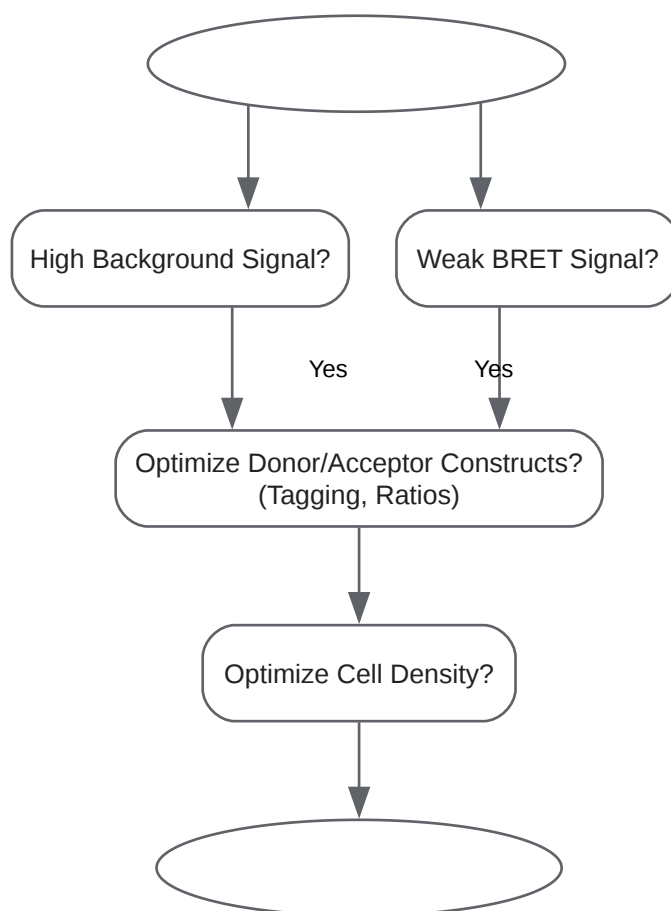 High Background Signal?
Weak BRET Signal?
Yes
Yes
Optimize Donor/Acceptor Constructs?
(Tagging, Ratios)
Optimize Cell Density?